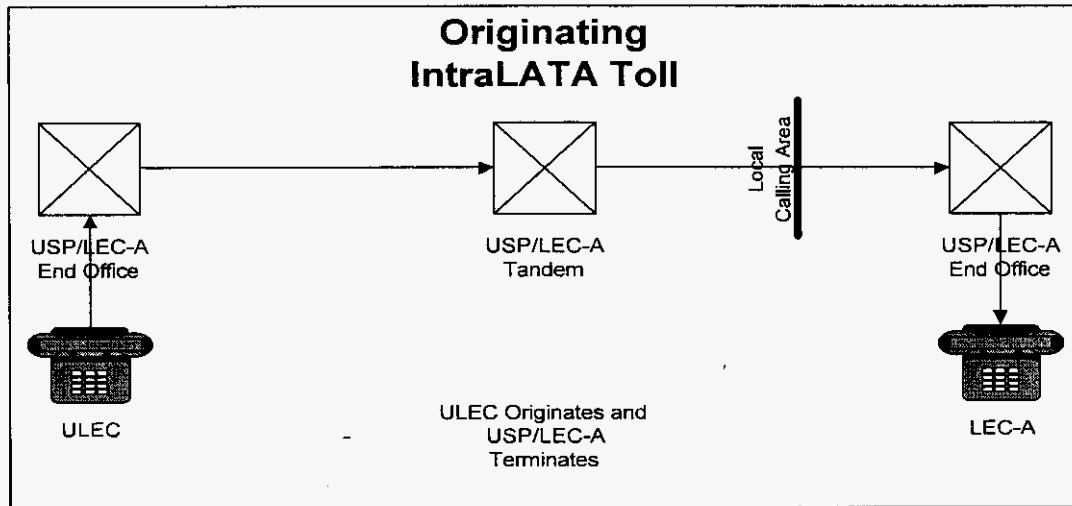 Originating
IntraLATA Toll
Local
Calling Area
USP/LEC-A
End Office
USP/LEC-A
Tandem
USP/LEC-A
End Office
ULEC
ULEC Originates and
USP/LEC-A
Terminates
LEC-A